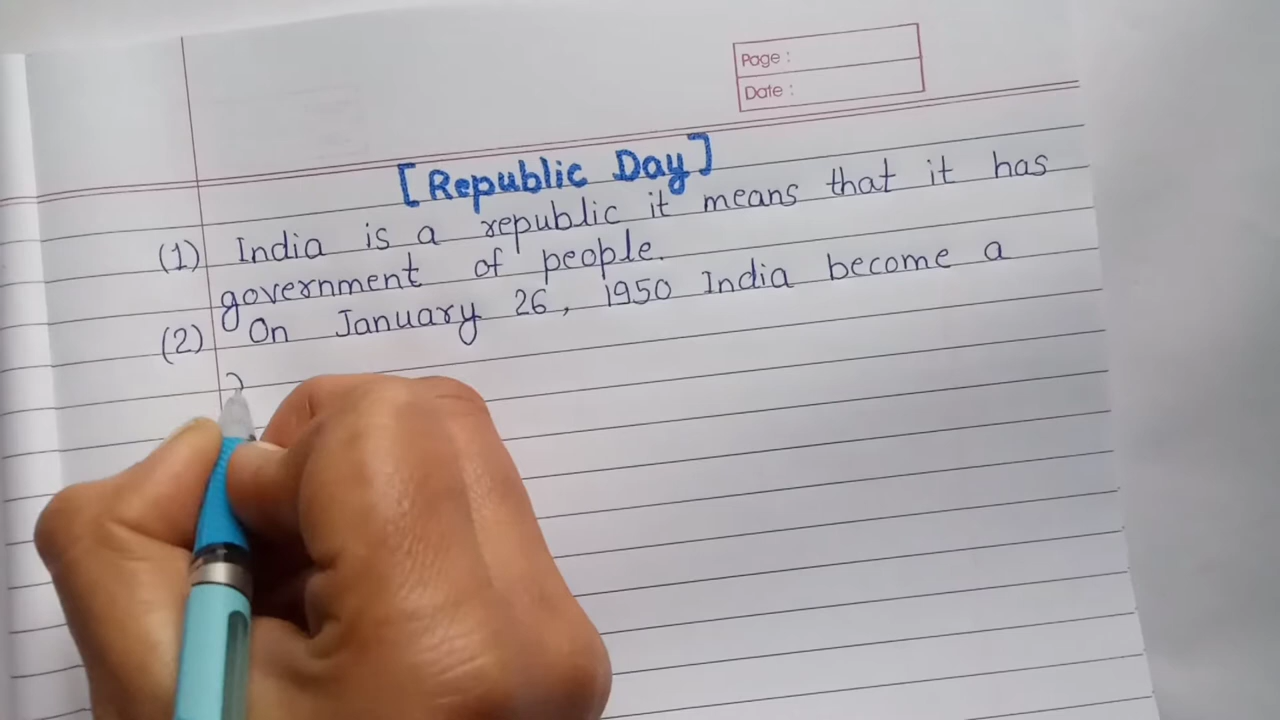 Page :
Date :
[Republic Day]
(1) India is a republic it means that it has
government of people.
(2) On January 26, 1950 India become a